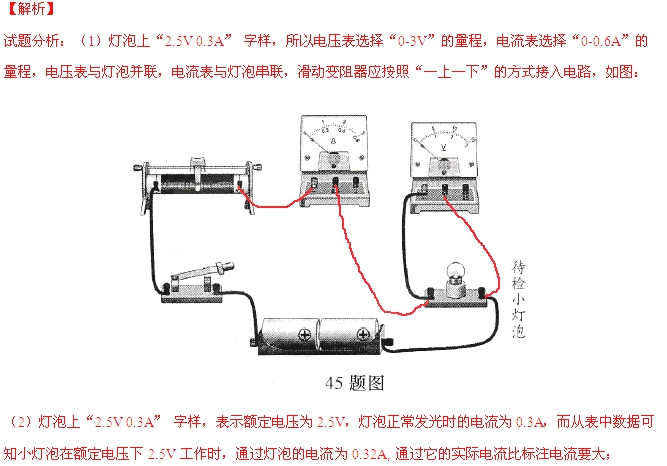 【解析】
试题分析：（1）灯泡上“2.5V 0.3A” 字样，所以电压表选择“0-3V”的量程，电流表选择“0-0.6A”的
量程，电压表与灯泡并联，电流表与灯泡串联，滑动变阻器应按照“一上一下”的方式接入电路，如图：
A
V
待检小灯泡
45 题图
（2）灯泡上“2.5V 0.3A” 字样，表示额定电压为 2.5V，灯泡正常发光时的电流为 0.3A，而从表中数据可
知小灯泡在额定电压下 2.5V 工作时，通过灯泡的电流为 0.32A, 通过它的实际电流比标注电流要大；